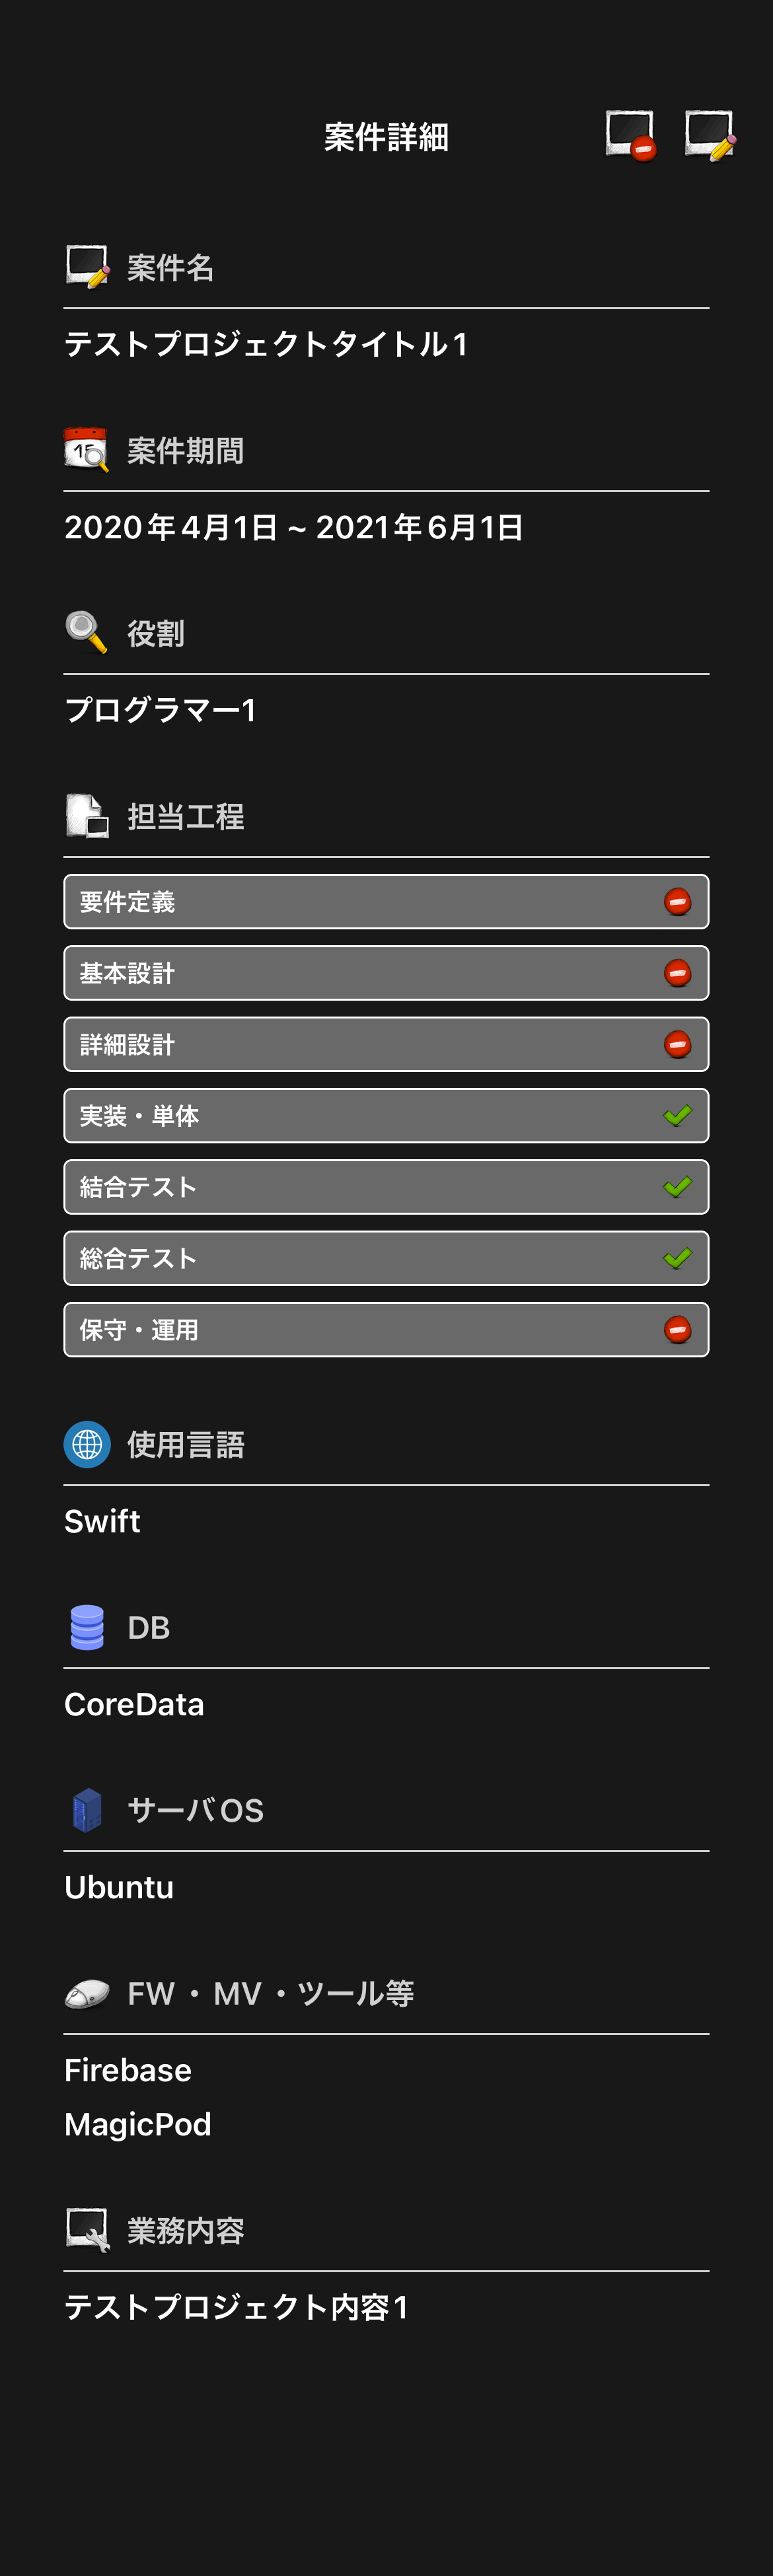 案件詳細
案件名
テストプロジェクトタイトル1
15
案件期間
2020年4月1日 ~ 2021年6月1日
役割
プログラマー1
担当工程
要件定義
基本設計
詳細設計
実装・単体
結合テスト
総合テスト
保守・運用
使用言語
Swift
DB
CoreData
サーバOS
Ubuntu
FW・MV・ツール等
Firebase
MagicPod
業務内容
テストプロジェクト内容1